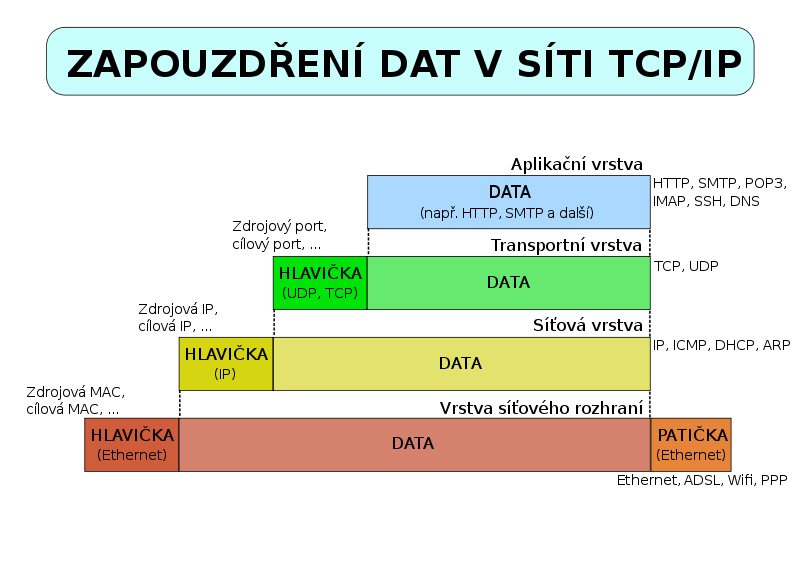 ZAPOUZDŘENÍ DAT V SÍTI TCP/IP
Aplikační vrstva
DATA
(např. HTTP, SMTP a další)
HTTP, SMTP, POP3,
IMAP, SSH, DNS
Zdrojový port,
cílový port, ...
Transportní vrstva
HLAVIČKA
(UDP, TCP)
DATA
TCP, UDP
Zdrojová IP,
cílová IP, ...
Síťová vrstva
HLAVIČKA
(IP)
DATA
IP, ICMP, DHCP, ARP
Zdrojová MAC,
cílová MAC, ...
Vrstva síťového rozhraní
HLAVIČKA
(Ethernet)
DATA
PATIČKA
(Ethernet)
Ethernet, ADSL, Wifi, PPP